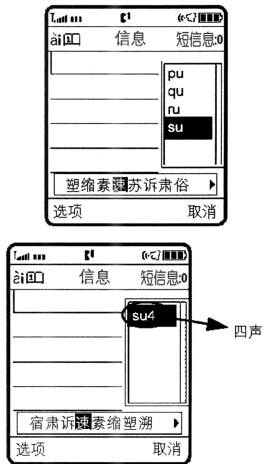 ài 信息 短信息:0
pu
qu
ru
su
塑缩素速苏诉肃俗
选项 取消
ài 信息 短信息:0
su4
四声
宿肃诉速素缩塑溯
选项 取消